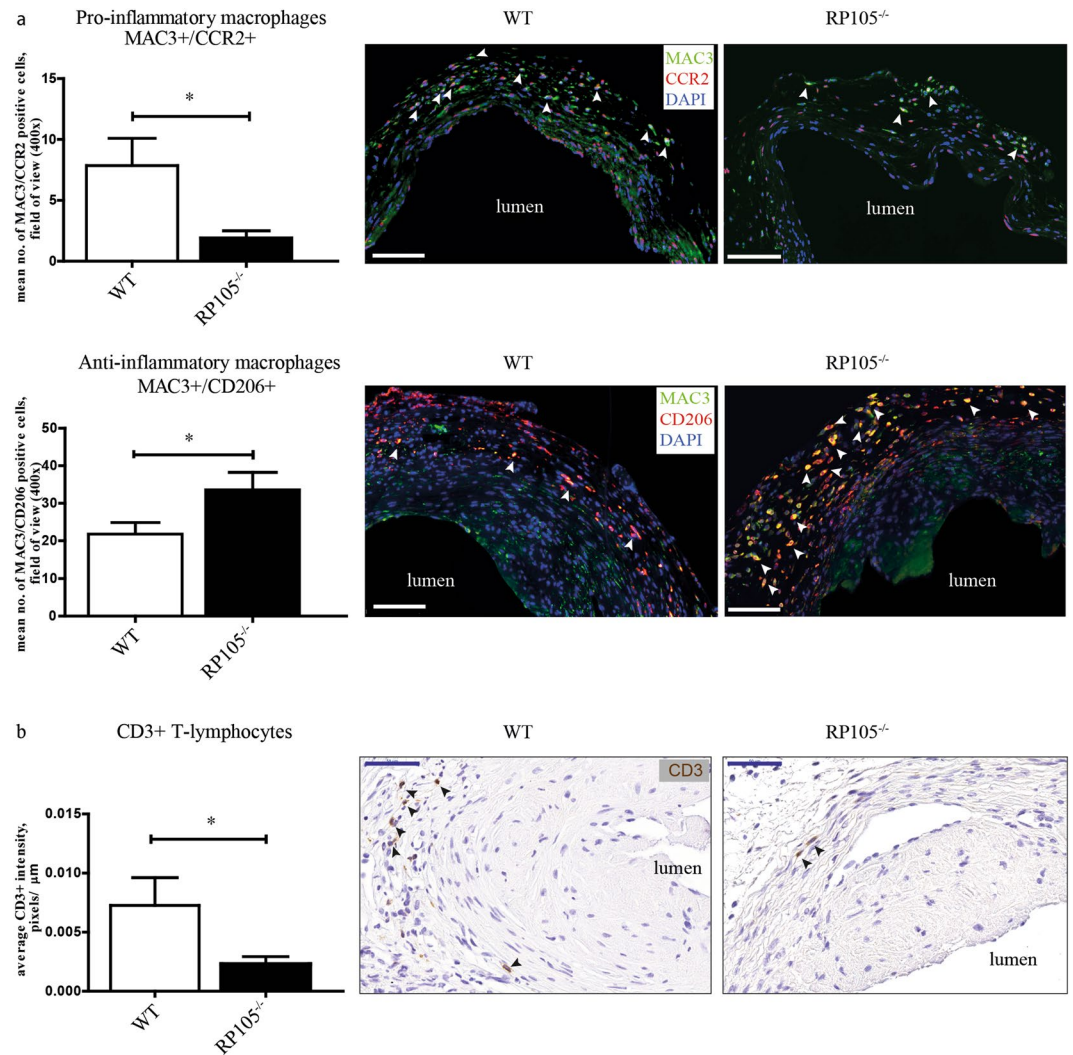 a
Pro-inflammatory macrophages
MAC3+/CCR2+
mean no. of MAC3/CCR2 positive cells,
field of view (400x)
15
10
5
0
*
WT
RP105-/-
WT
MAC3
CCR2
DAPI
lumen
RP105-/-
lumen
Anti-inflammatory macrophages
MAC3+/CD206+
mean no. of MAC3/CD206 positive cells,
field of view (400x)
50
40
30
20
10
0
*
WT
RP105-/-
WT
MAC3
CD206
DAPI
lumen
RP105-/-
lumen
b
CD3+ T-lymphocytes
average CD3+ intensity,
pixels/ μm
0.015
0.010
0.005
0.000
*
WT
RP105-/-
WT
CD3
lumen
RP105-/-
lumen